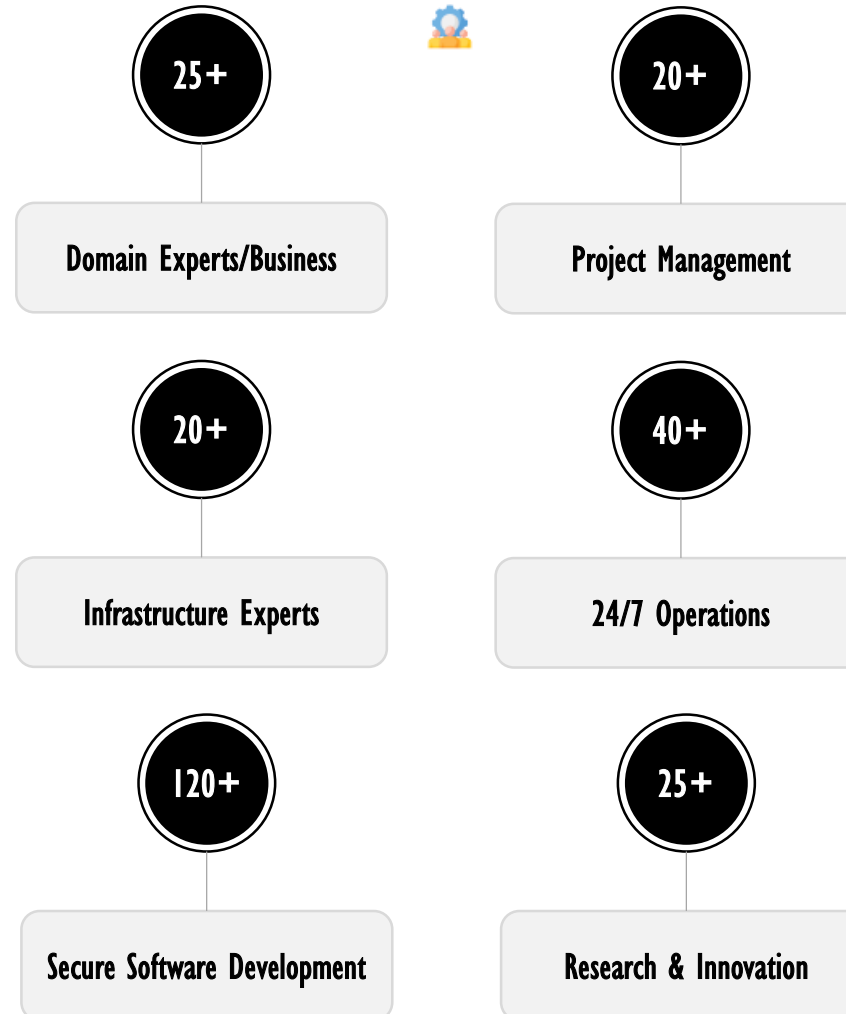 25+
20+
Domain Experts/Business
Project Management
20+
40+
Infrastructure Experts
24/7 Operations
120+
25+
Secure Software Development
Research & Innovation